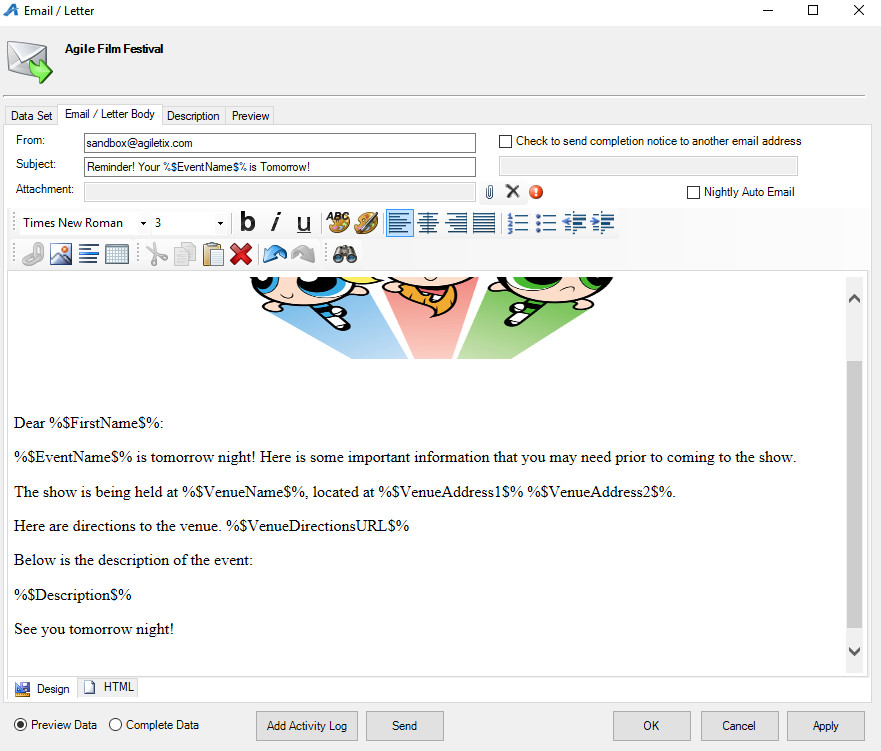 Email / Letter
Agile Film Festival
Data Set Email / Letter Body Description Preview
From: sandbox@agiletix.com Check to send completion notice to another email address
Subject: Reminder! Your %$EventName$% is Tomorrow!
Attachment: Nightly Auto Email
Times New Roman 3 b i u ABC
Dear %$FirstName$%:
%$EventName$% is tomorrow night! Here is some important information that you may need prior to coming to the show.
The show is being held at %$VenueName$%, located at %$VenueAddress1$% %$VenueAddress2$%.
Here are directions to the venue. %$VenueDirectionsURL$%
Below is the description of the event:
%$Description$%
See you tomorrow night!
Design HTML
Preview Data Complete Data Add Activity Log Send OK Cancel Apply